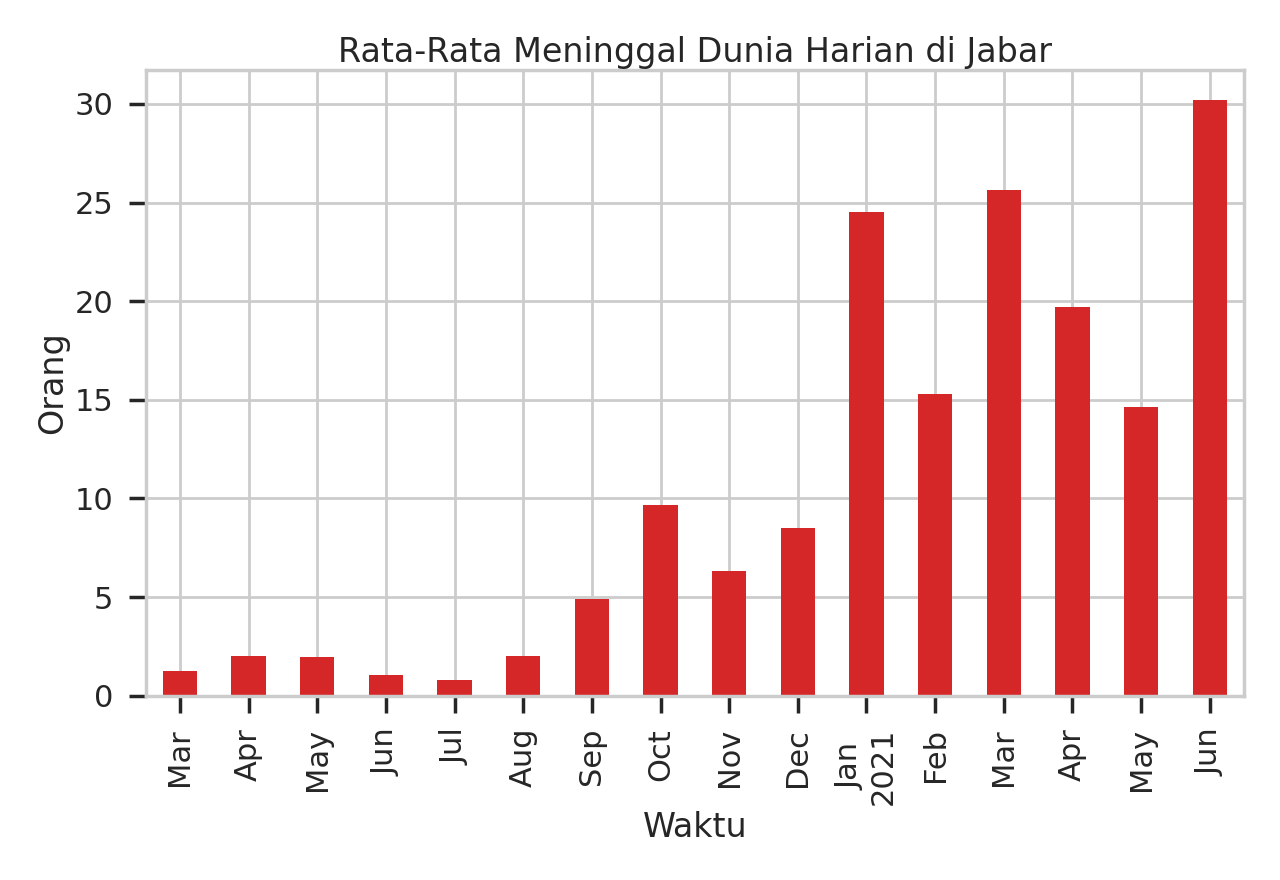 Rata-Rata Meninggal Dunia Harian di Jabar
30
25
20
15
10
5
0
Orang
Mar
Apr
May
Jun
Jul
Aug
Sep
Oct
Nov
Dec
Jan
2021
Feb
Mar
Apr
May
Jun
Waktu